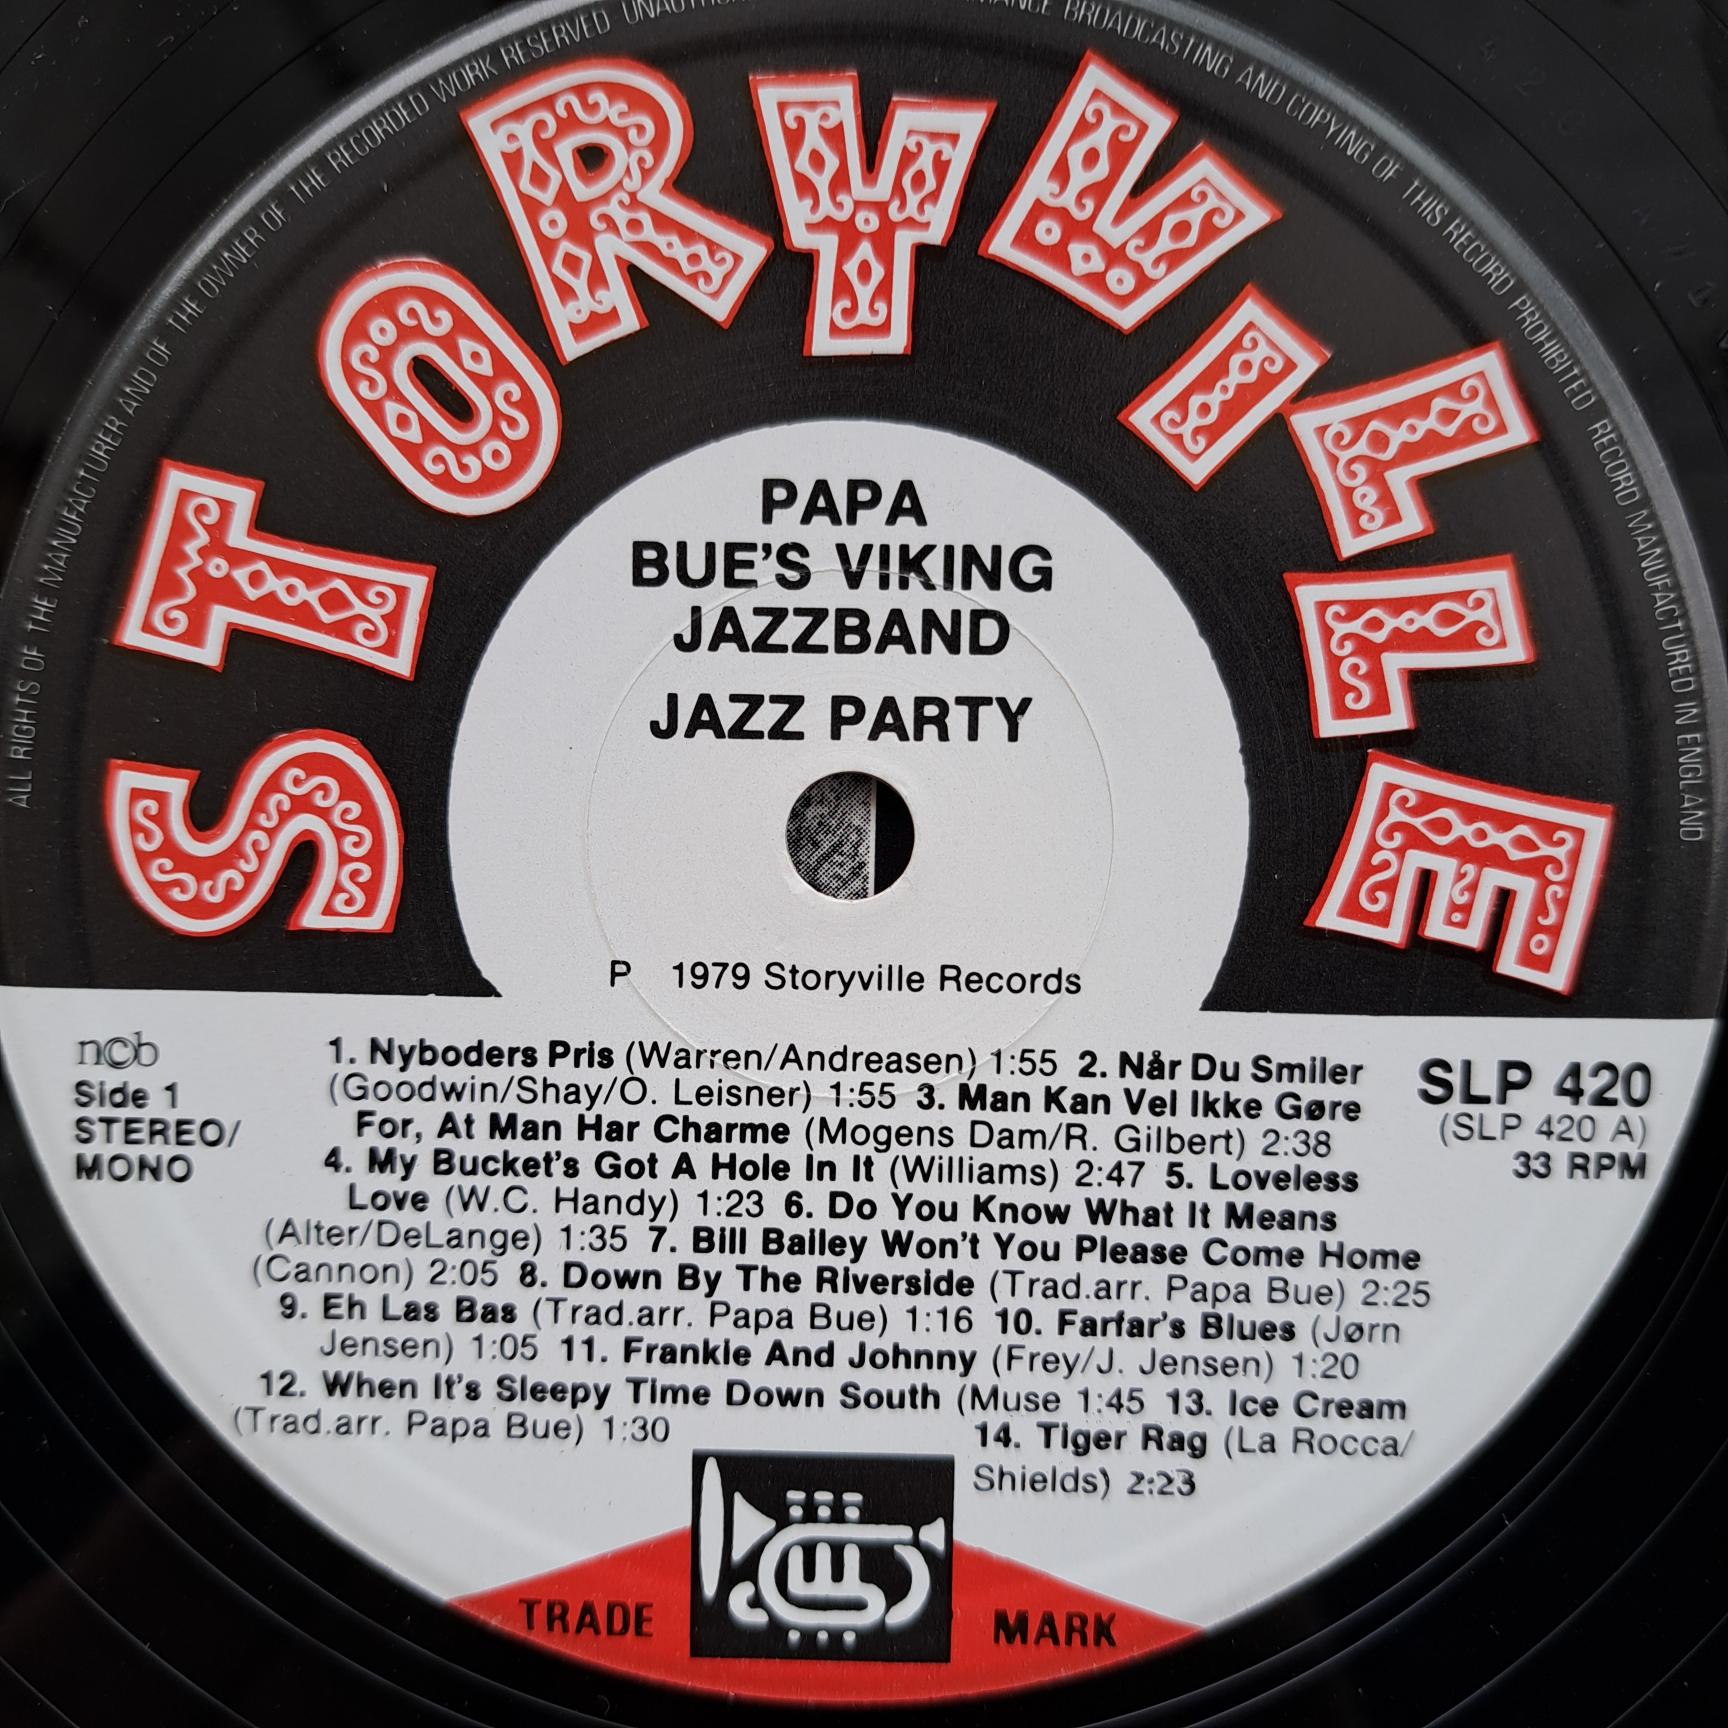 ALL RIGHTS OF THE MANUFACTURER AND OF THE OWNER OF THE RECORDED WORK RESERVED BROADCASTING AND COPYING OF THIS RECORD PROHIBITED RECORD MANUFACTURED IN ENGLAND
STORYVILLE
PAPA
BUE'S VIKING
JAZZBAND
JAZZ PARTY
P 1979 Storyville Records
n©b
Side 1
STEREO/
MONO
1. Nyboders Pris (Warren/Andreasen) 1:55 2. Når Du Smiler
(Goodwin/Shay/O. Leisner) 1:55 3. Man Kan Vel Ikke Gøre
For, At Man Har Charme (Mogens Dam/R. Gilbert) 2:38
4. My Bucket's Got A Hole In It (Williams) 2:47 5. Loveless
Love (W.C. Handy) 1:23 6. Do You Know What It Means
(Alter/DeLange) 1:35 7. Bill Bailey Won't You Please Come Home
(Cannon) 2:05 8. Down By The Riverside (Trad.arr. Papa Bue) 2:25
9. Eh Las Bas (Trad.arr. Papa Bue) 1:16 10. Farfar's Blues (Jørn
Jensen) 1:05 11. Frankie And Johnny (Frey/J. Jensen) 1:20
12. When It's Sleepy Time Down South (Muse 1:45 13. Ice Cream
(Trad.arr. Papa Bue) 1:30 14. Tiger Rag (La Rocca/
Shields) 2:23
SLP 420
(SLP 420 A)
33 RPM
TRADE MARK